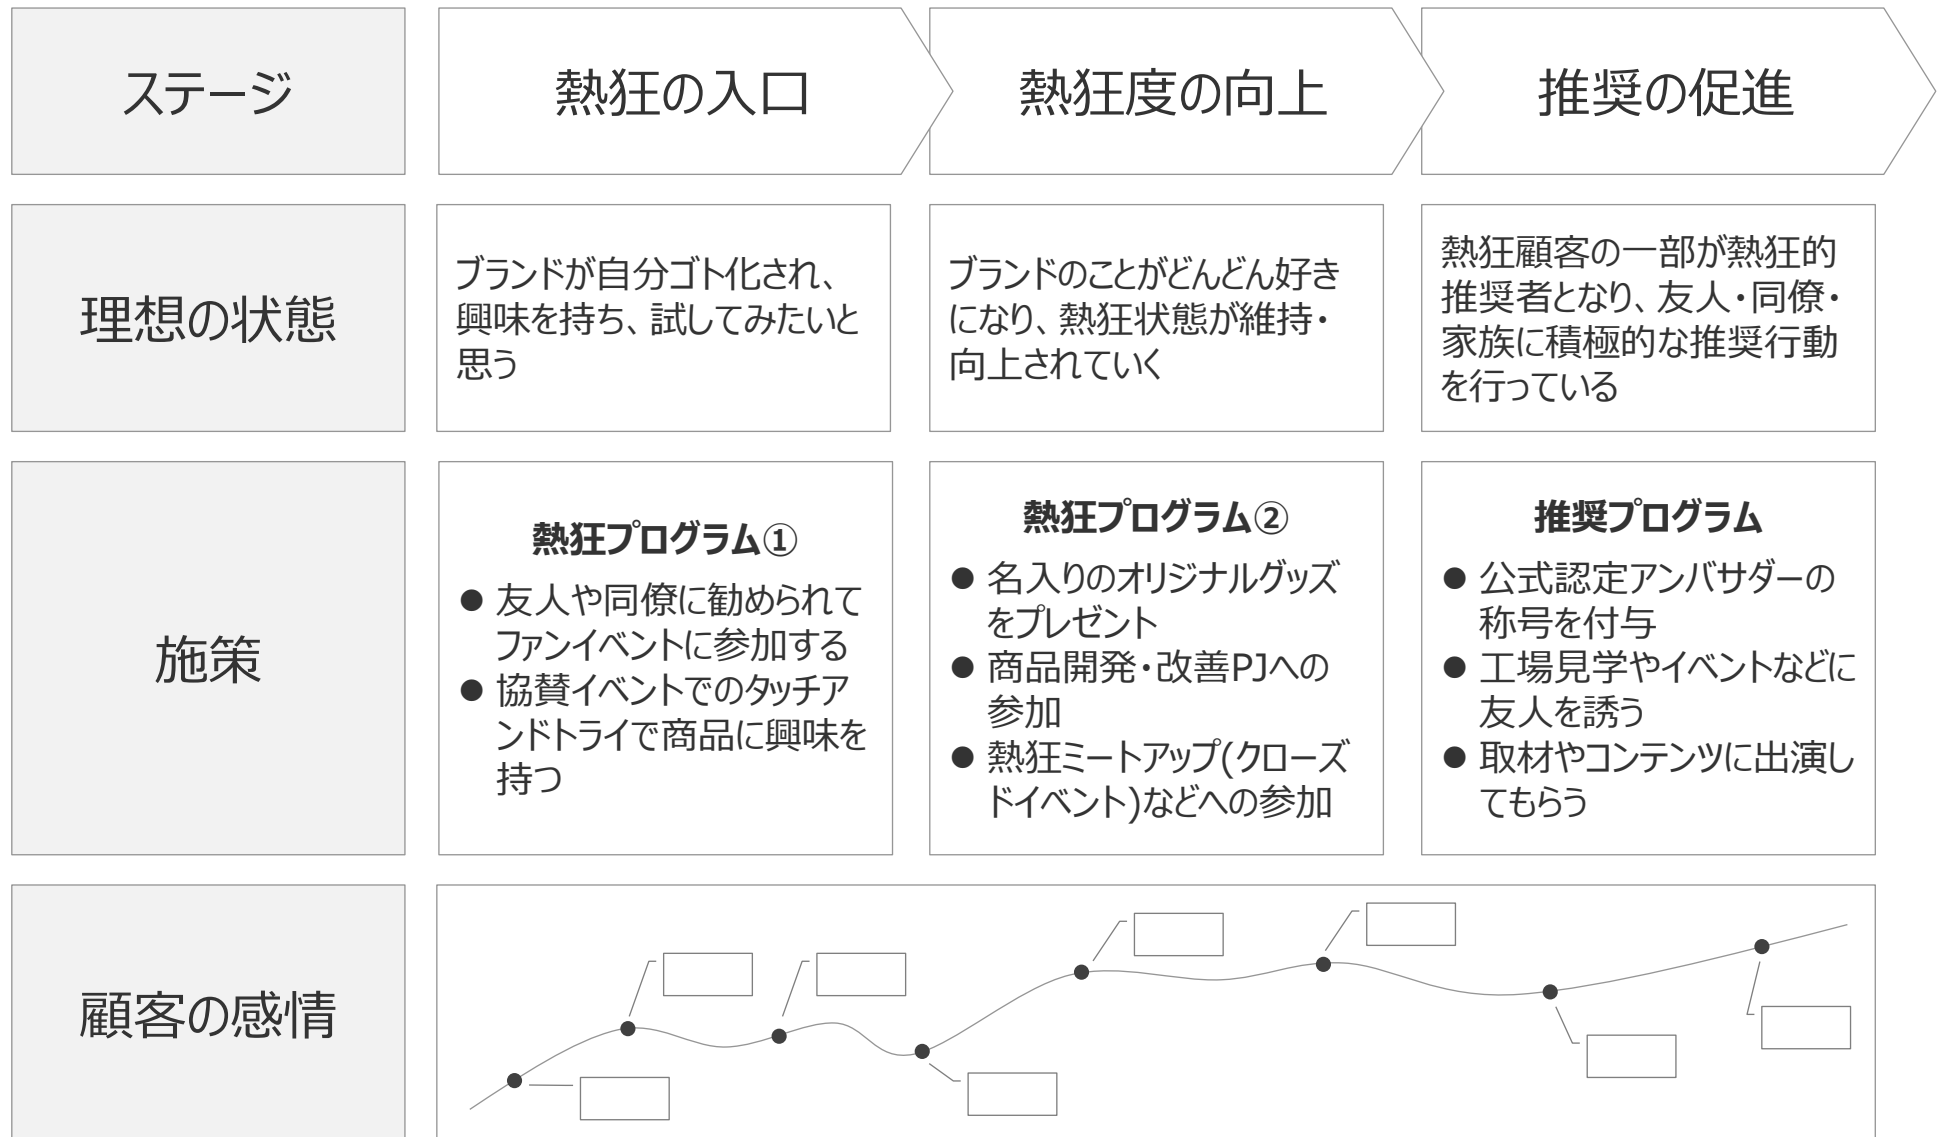 ステージ
熱狂の入口
熱狂度の向上
推奨の促進
理想の状態
ブランドが自分ゴト化され、
興味を持ち、試してみたいと
思う
ブランドのことがどんどん好き
になり、熱狂状態が維持・
向上されていく
熱狂顧客の一部が熱狂的
推奨者となり、友人・同僚・
家族に積極的な推奨行動
を行っている
施策
熱狂プログラム①
● 友人や同僚に勧められて
ファンイベントに参加する
● 協賛イベントでのタッチア
ンドトライで商品に興味を
持つ
熱狂プログラム②
● 名入りのオリジナルグッズ
をプレゼント
● 商品開発・改善PJへの
参加
● 熱狂ミートアップ(クローズ
ドイベント)などへの参加
推奨プログラム
● 公式認定アンバサダーの
称号を付与
● 工場見学やイベントなどに
友人を誘う
● 取材やコンテンツに出演し
てもらう
顧客の感情